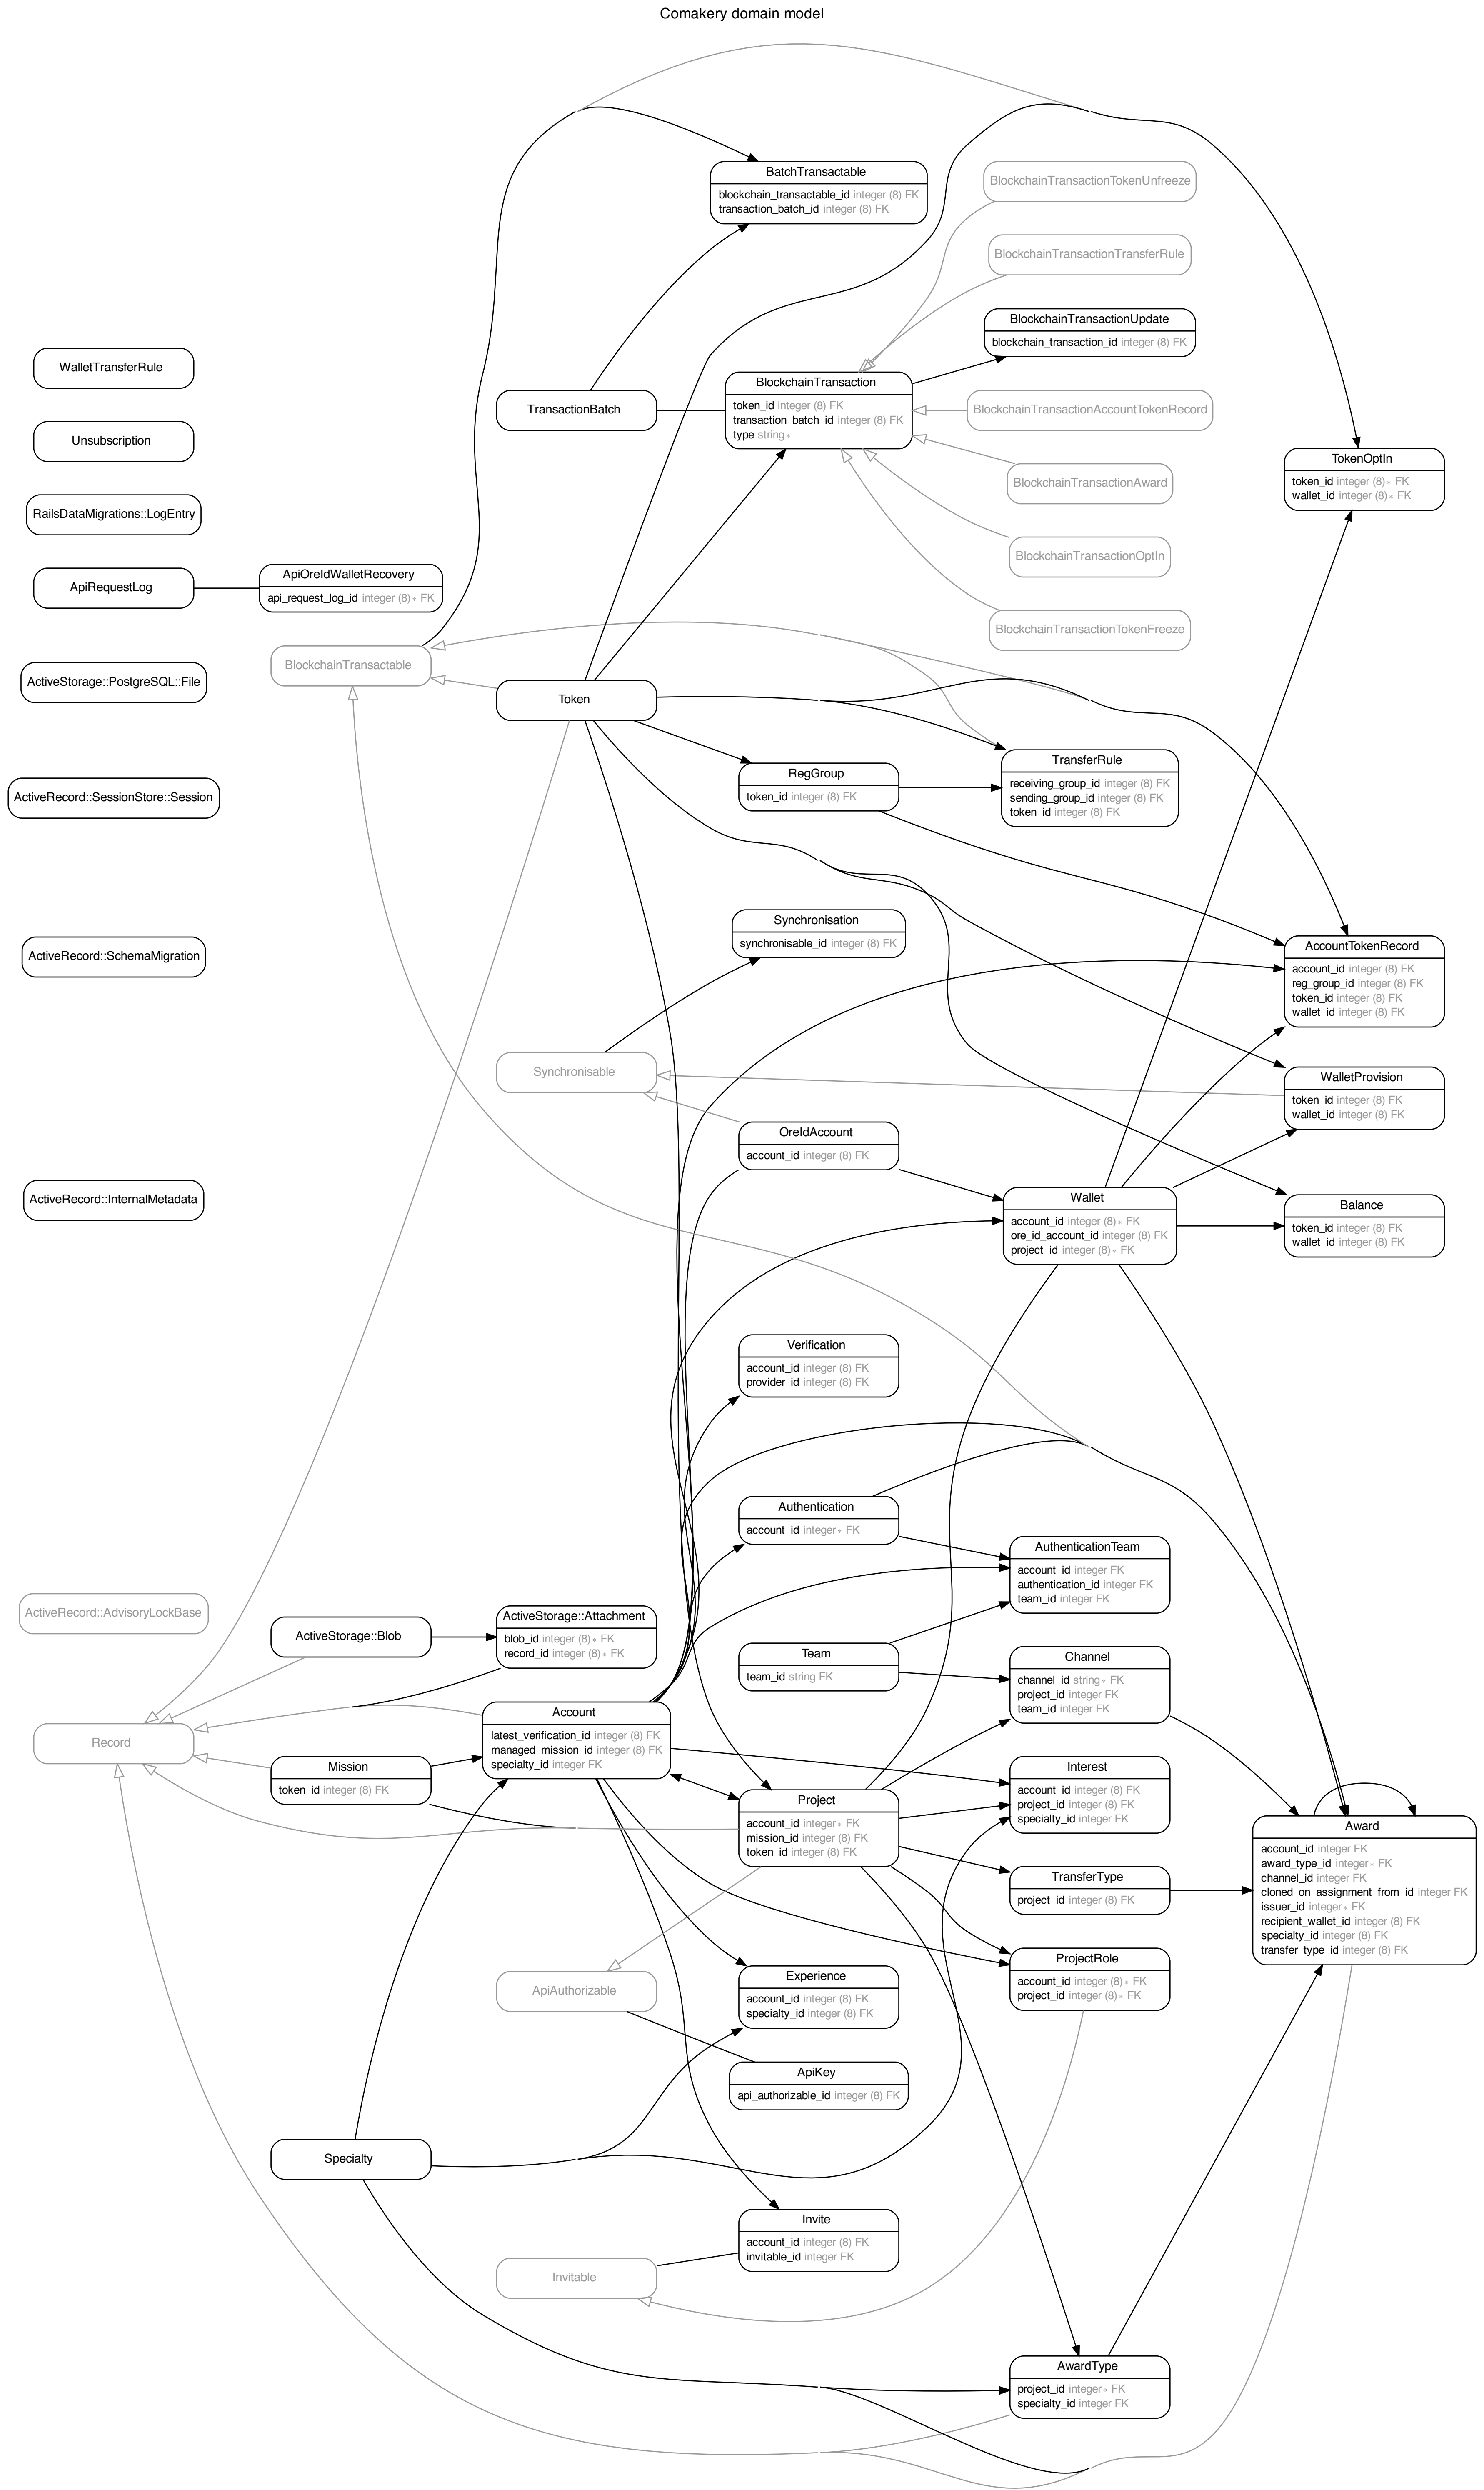 Comakery domain model
BatchTransactable
blockchain_transactable_id integer (8) FK
transaction_batch_id integer (8) FK
BlockchainTransactionTokenUnfreeze
BlockchainTransactionTransferRule
BlockchainTransactionUpdate
blockchain_transaction_id integer (8) FK
WalletTransferRule
TransactionBatch
BlockchainTransaction
token_id integer (8) FK
transaction_batch_id integer (8) FK
type string ∗
BlockchainTransactionAccountTokenRecord
Unsubscription
BlockchainTransactionAward
TokenOptIn
token_id integer (8) ∗ FK
wallet_id integer (8) ∗ FK
RailsDataMigrations::LogEntry
BlockchainTransactionOptIn
ApiRequestLog
ApiOreIdWalletRecovery
api_request_log_id integer (8) ∗ FK
BlockchainTransactionTokenFreeze
BlockchainTransactable
ActiveStorage::PostgreSQL::File
Token
RegGroup
token_id integer (8) FK
TransferRule
receiving_group_id integer (8) FK
sending_group_id integer (8) FK
token_id integer (8) FK
ActiveRecord::SessionStore::Session
Synchronisation
synchronisable_id integer (8) FK
ActiveRecord::SchemaMigration
AccountTokenRecord
account_id integer (8) FK
reg_group_id integer (8) FK
token_id integer (8) FK
wallet_id integer (8) FK
Synchronisable
WalletProvision
token_id integer (8) FK
wallet_id integer (8) FK
OreIdAccount
account_id integer (8) FK
ActiveRecord::InternalMetadata
Wallet
account_id integer (8) ∗ FK
ore_id_account_id integer (8) FK
project_id integer (8) ∗ FK
Balance
token_id integer (8) FK
wallet_id integer (8) FK
Verification
account_id integer (8) FK
provider_id integer (8) FK
Authentication
account_id integer ∗ FK
AuthenticationTeam
account_id integer FK
authentication_id integer FK
team_id integer FK
ActiveRecord::AdvisoryLockBase
ActiveStorage::Blob
ActiveStorage::Attachment
blob_id integer (8) ∗ FK
record_id integer (8) ∗ FK
Team
team_id string FK
Channel
channel_id string ∗ FK
project_id integer FK
team_id integer FK
Record
Account
latest_verification_id integer (8) FK
managed_mission_id integer (8) FK
specialty_id integer FK
Mission
token_id integer (8) FK
Interest
account_id integer (8) FK
project_id integer (8) FK
specialty_id integer FK
Project
account_id integer ∗ FK
mission_id integer (8) FK
token_id integer (8) FK
Award
account_id integer FK
award_type_id integer ∗ FK
channel_id integer FK
cloned_on_assignment_from_id integer FK
issuer_id integer ∗ FK
recipient_wallet_id integer (8) FK
specialty_id integer (8) FK
transfer_type_id integer (8) FK
TransferType
project_id integer (8) FK
ProjectRole
account_id integer (8) ∗ FK
project_id integer (8) ∗ FK
ApiAuthorizable
Experience
account_id integer (8) FK
specialty_id integer (8) FK
ApiKey
api_authorizable_id integer (8) FK
Specialty
Invite
account_id integer (8) FK
invitable_id integer FK
Invitable
AwardType
project_id integer ∗ FK
specialty_id integer FK